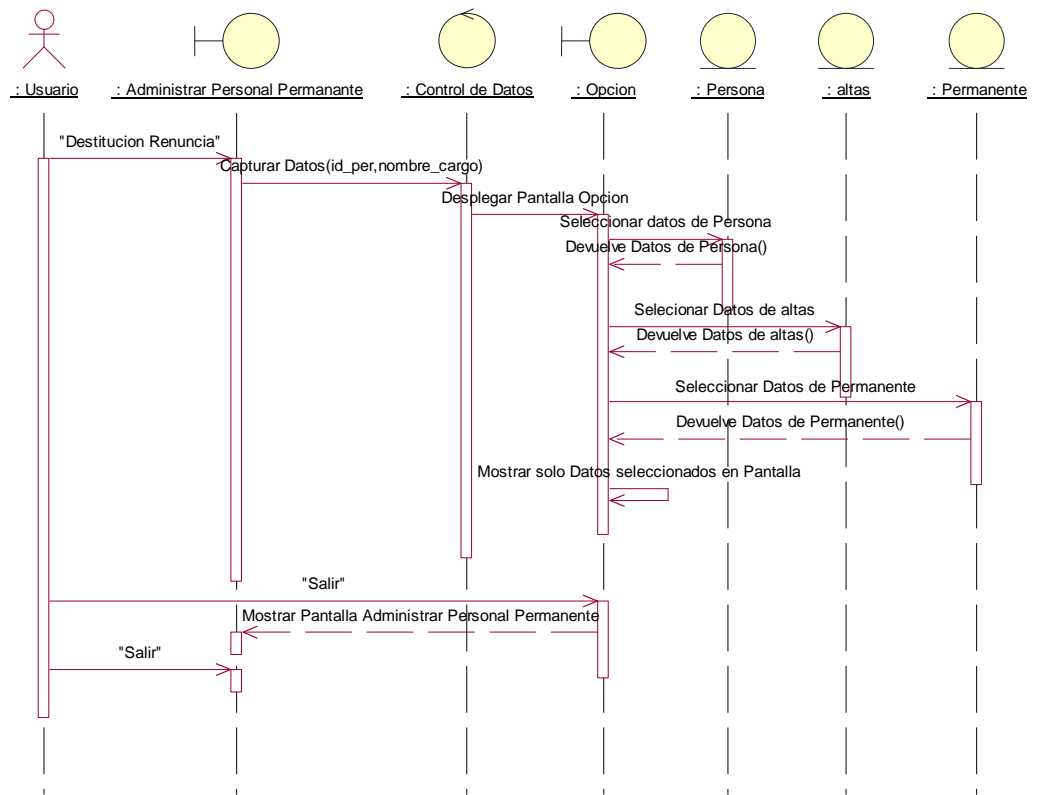 : Usuario
: Administrar Personal Permanante
: Control de Datos
: Opcion
: Persona
: altas
: Permanente
"Destitucion Renuncia"
Capturar Datos(id_per,nombre_cargo)
Desplegar Pantalla Opcion
Seleccionar datos de Persona
Devuelve Datos de Persona()
Selecionar Datos de altas
Devuelve Datos de altas()
Seleccionar Datos de Permanente
Devuelve Datos de Permanente()
Mostrar solo Datos seleccionados en Pantalla
"Salir"
Mostrar Pantalla Administrar Personal Permanente
"Salir"